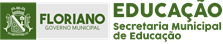 FLORIANO
GOVERNO MUNICIPAL
EDUCAÇÃO
Secretaria Municipal
de Educação